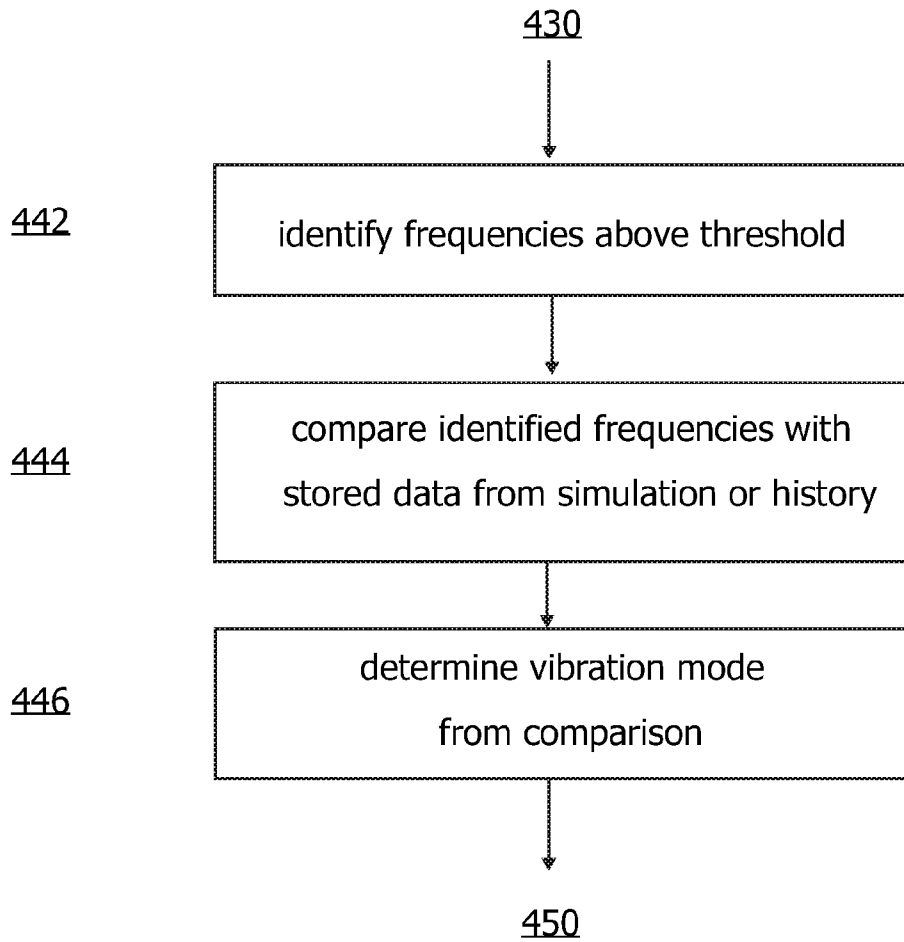 430
442
identify frequencies above threshold
444
compare identified frequencies with
stored data from simulation or history
446
determine vibration mode
from comparison
450